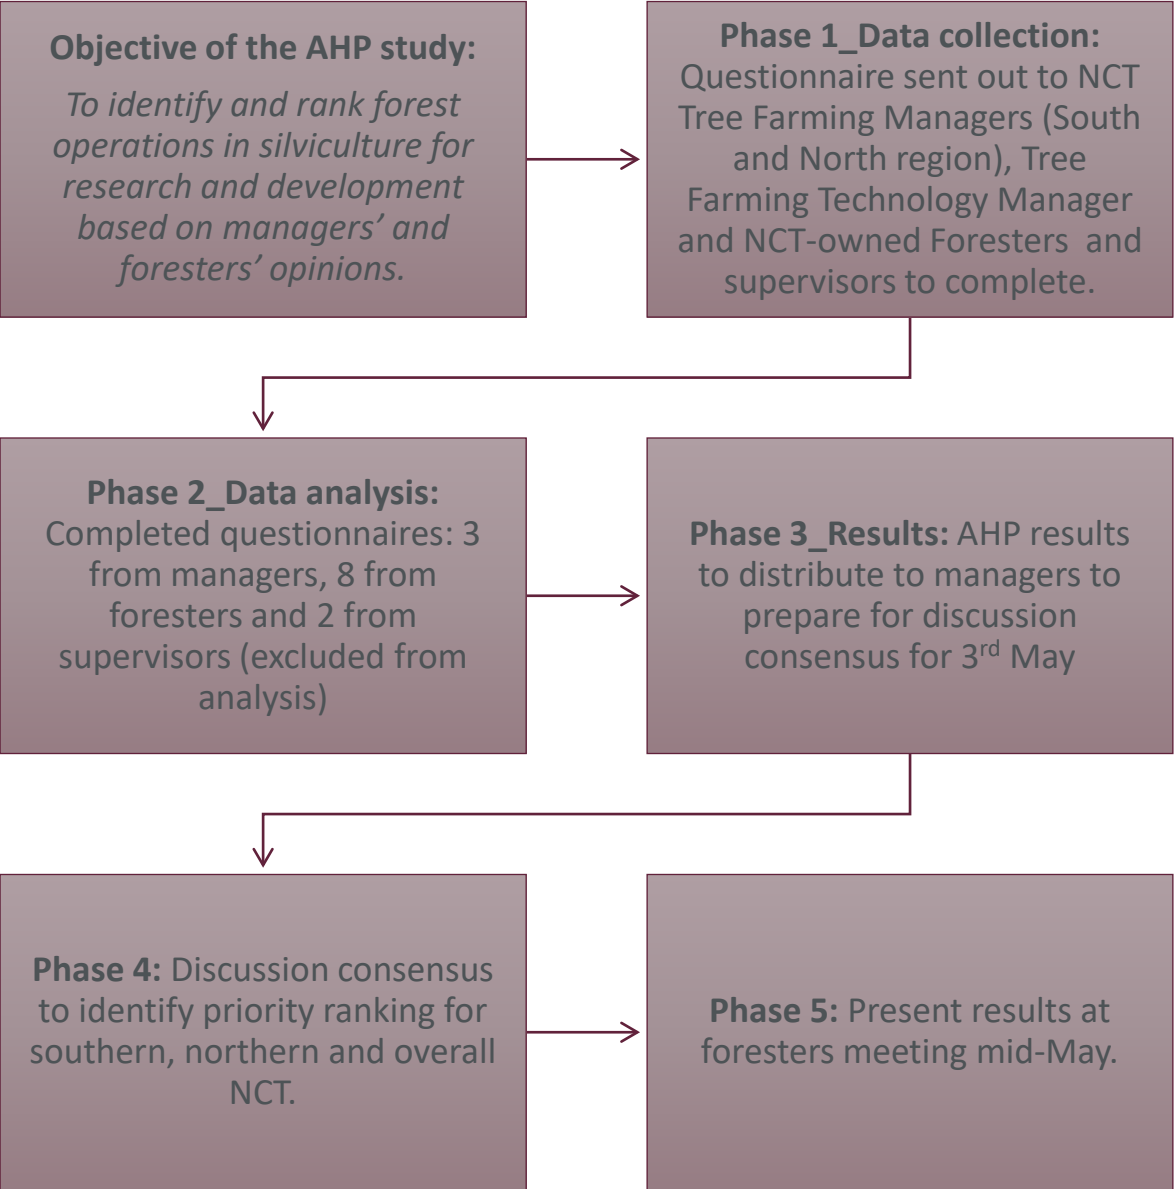 Objective of the AHP study:
To identify and rank forest
operations in silviculture for
research and development
based on managers’ and
foresters’ opinions.
Phase 1_Data collection:
Questionnaire sent out to NCT
Tree Farming Managers (South
and North region), Tree
Farming Technology Manager
and NCT-owned Foresters  and
supervisors to complete.
Phase 2_Data analysis:
Completed questionnaires: 3
from managers, 8 from
foresters and 2 from
supervisors (excluded from
analysis)
Phase 3_Results: AHP results
to distribute to managers to
prepare for discussion
consensus for 3rd May
Phase 4: Discussion consensus
to identify priority ranking for
southern, northern and overall
NCT.
Phase 5: Present results at
foresters meeting mid-May.